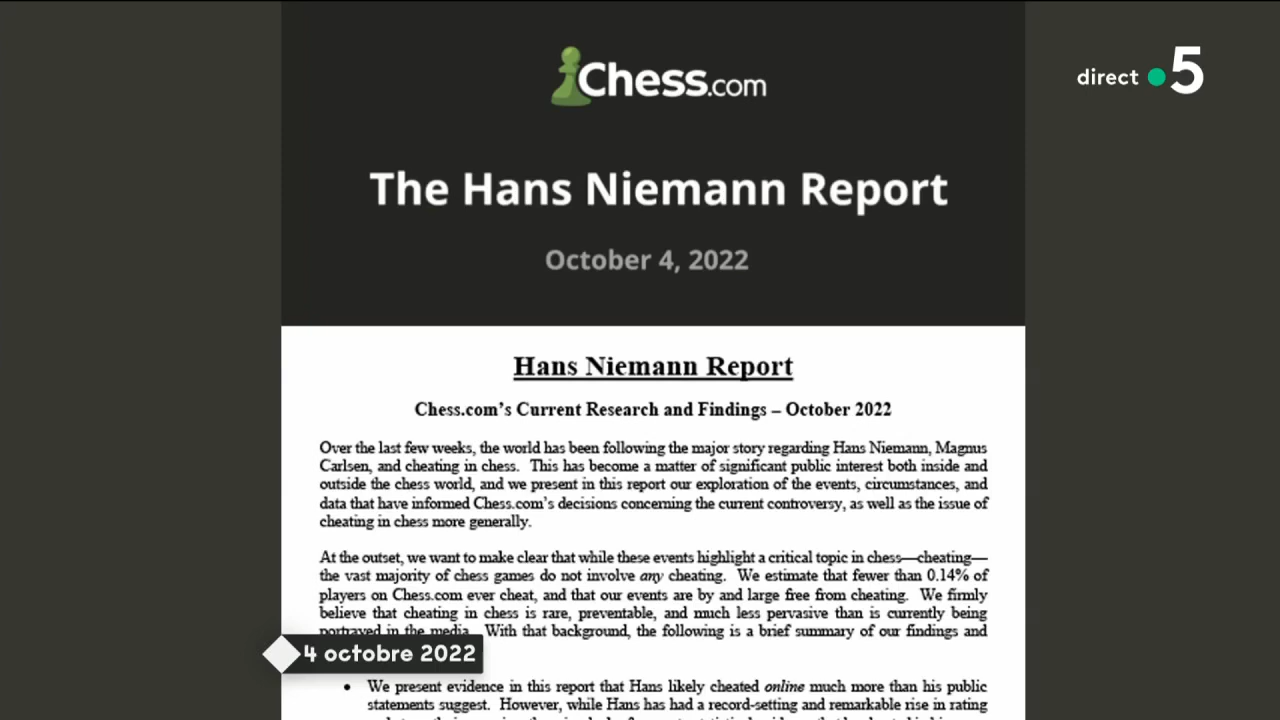 Chess.com
direct 5
The Hans Niemann Report
October 4, 2022
Hans Niemann Report
Chess.com’s Current Research and Findings – October 2022
Over the last few weeks, the world has been following the major story regarding Hans Niemann, Magnus
Carlsen, and cheating in chess. This has become a matter of significant public interest both inside and
outside the chess world, and we present in this report our exploration of the events, circumstances, and
data that have informed Chess.com’s decisions concerning the current controversy, as well as the issue of
cheating in chess more generally.
At the outset, we want to make clear that while these events highlight a critical topic in chess—cheating—
the vast majority of chess games do not involve any cheating. We estimate that fewer than 0.14% of
players on Chess.com ever cheat, and that our events are by and large free from cheating. We firmly
believe that cheating in chess is rare, preventable, and much less pervasive than is currently being
portrayed in the media. With that background, the following is a brief summary of our findings and
4 octobre 2022
• We present evidence in this report that Hans likely cheated online much more than his public
statements suggest. However, while Hans has had a record-setting and remarkable rise in rating